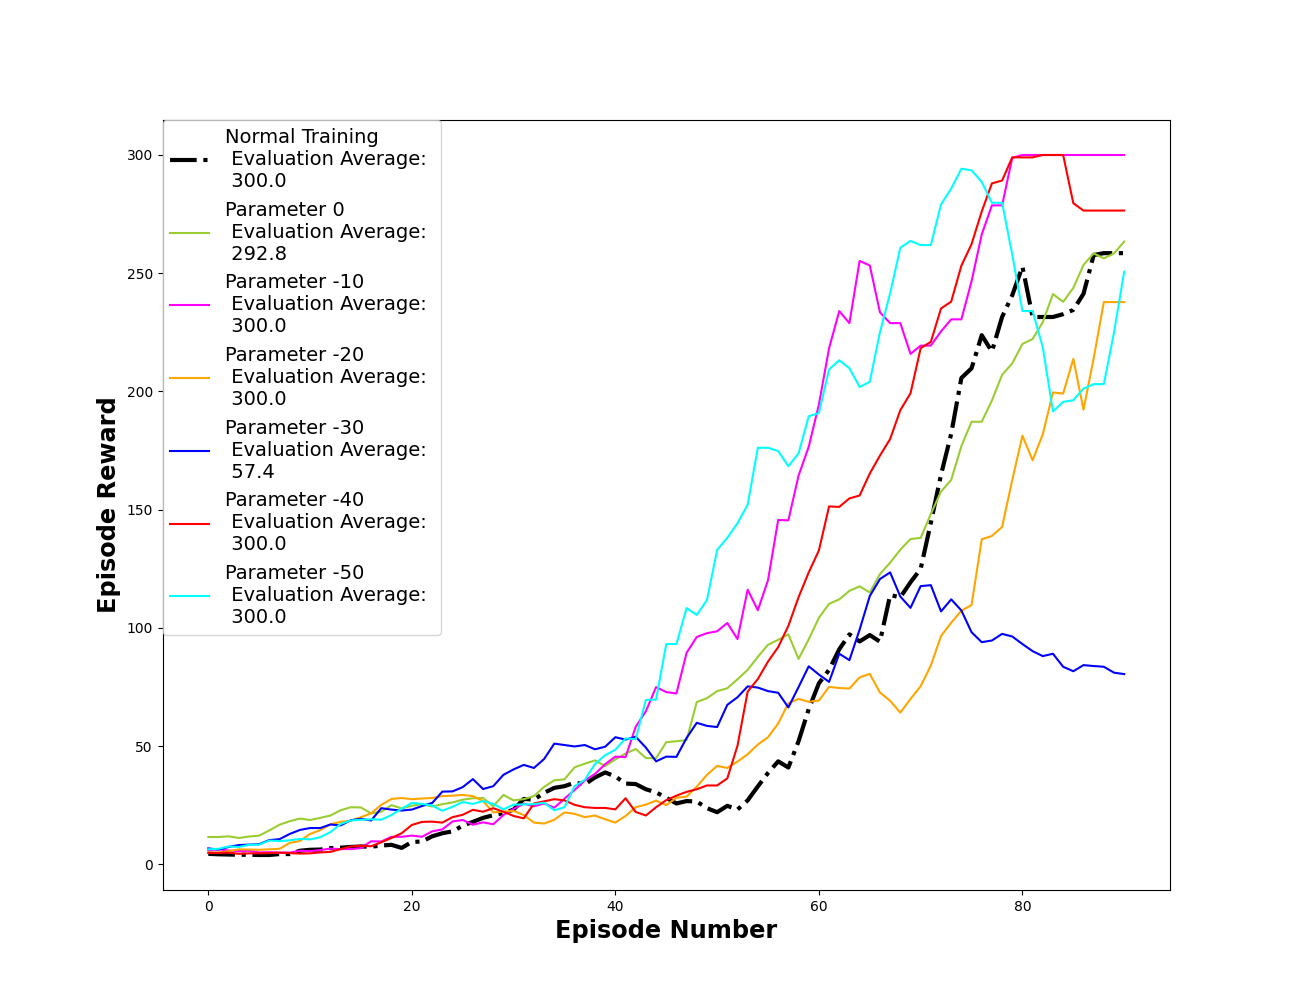 Normal Training
Evaluation Average:
300.0
Parameter 0
Evaluation Average:
292.8
Parameter -10
Evaluation Average:
300.0
Parameter -20
Evaluation Average:
300.0
Parameter -30
Evaluation Average:
57.4
Parameter -40
Evaluation Average:
300.0
Parameter -50
Evaluation Average:
300.0
300
250
200
150
100
50
0
Episode Reward
0 20 40 60 80
Episode Number